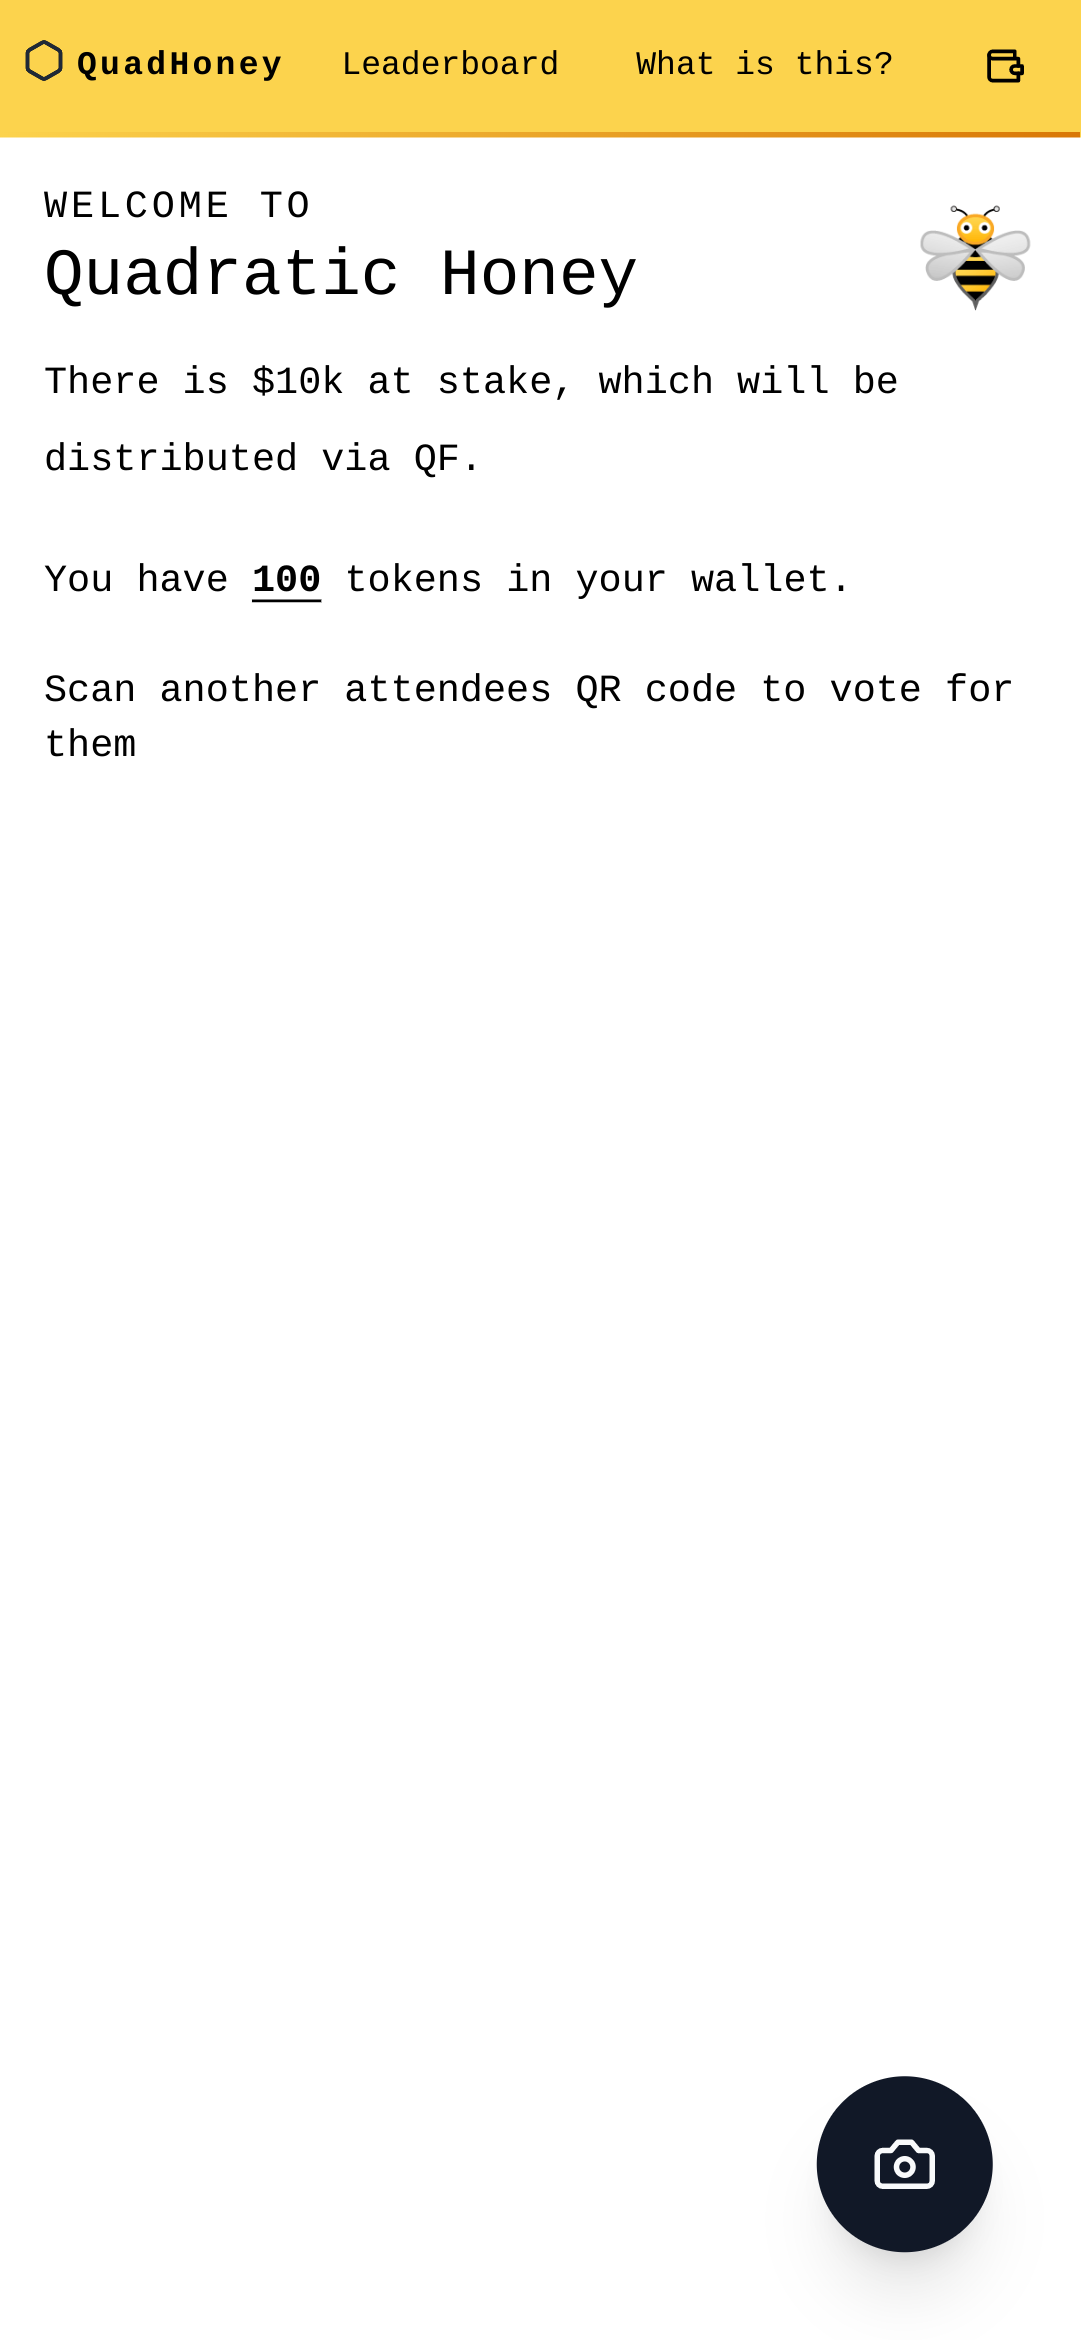 QuadHoney Leaderboard What is this?
WELCOME TO
Quadratic Honey
There is $10k at stake, which will be
distributed via QF.
You have 100 tokens in your wallet.
Scan another attendees QR code to vote for
them